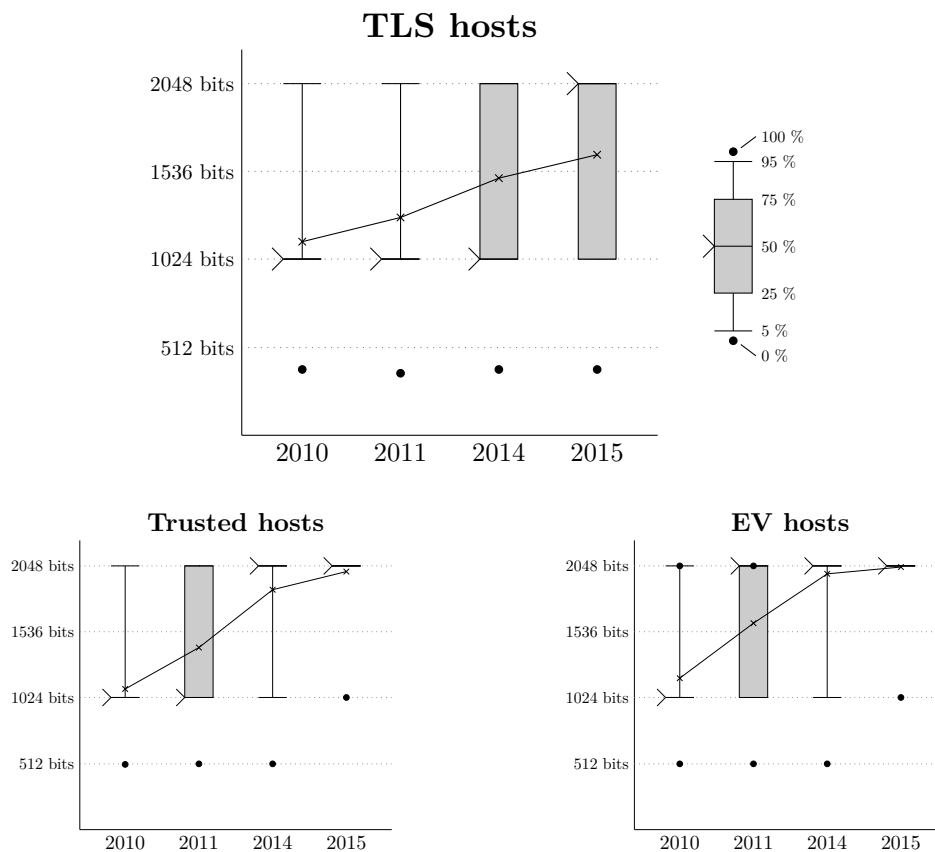 TLS hosts
2048 bits
1536 bits
1024 bits
512 bits
2010 2011 2014 2015
100 %
95 %
75 %
50 %
25 %
5 %
0 %
Trusted hosts
2048 bits
1536 bits
1024 bits
512 bits
2010 2011 2014 2015
EV hosts
2048 bits
1536 bits
1024 bits
512 bits
2010 2011 2014 2015